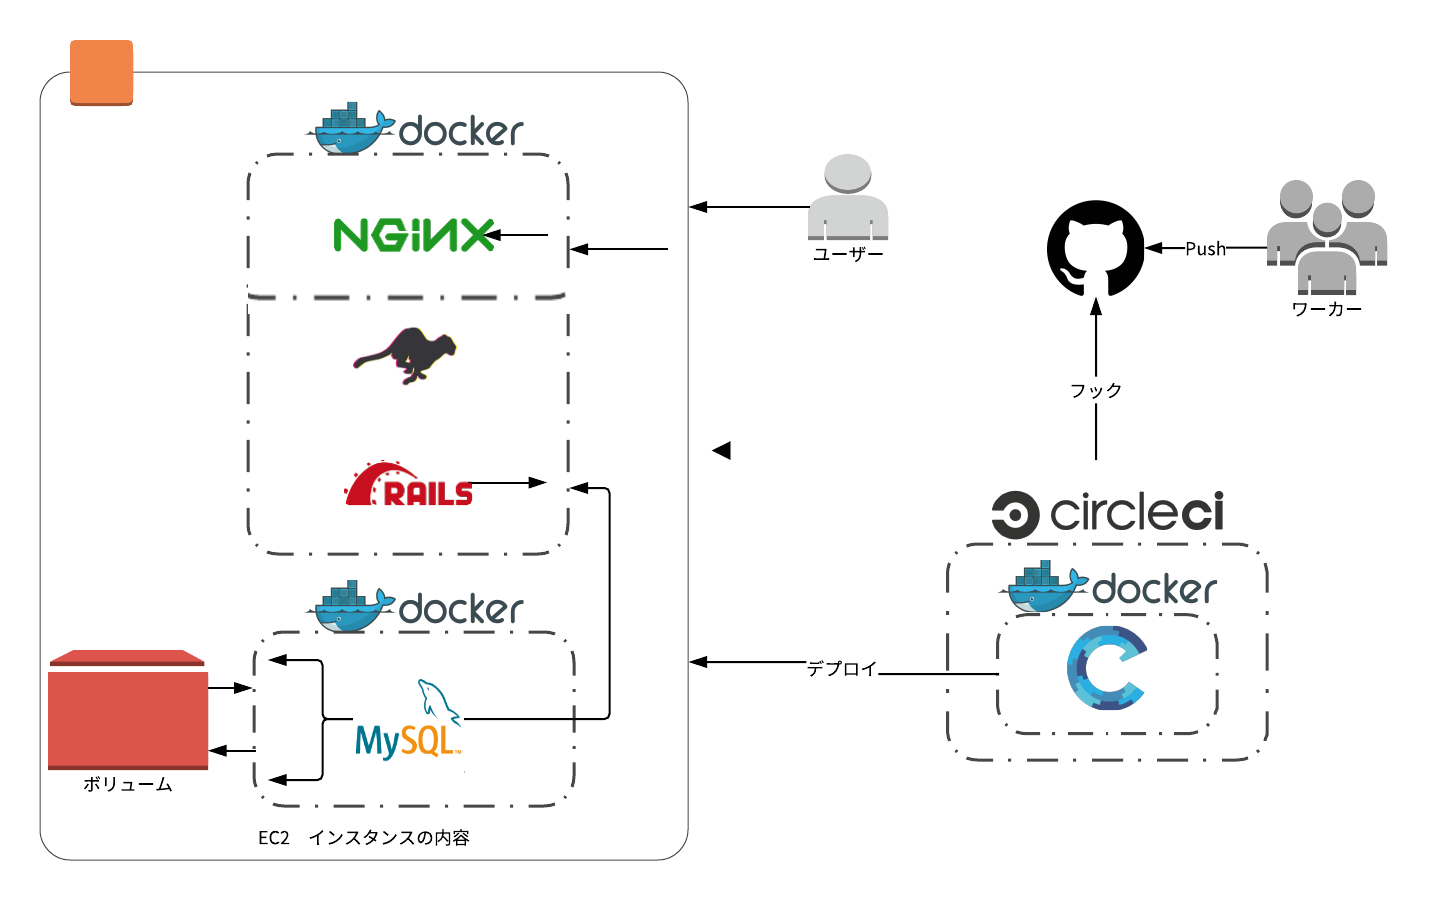 docker
NGiNX
ユーザー
Push
ワーカー
フック
RAILS
circleci
docker
docker
デプロイ
MySQL™
ボリューム
EC2　インスタンスの内容